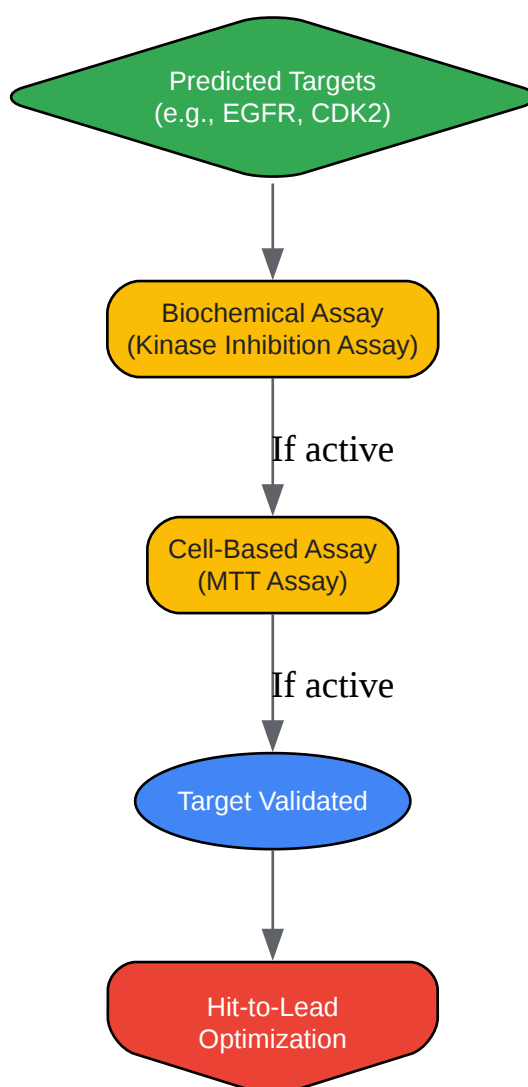 Predicted Targets
(e.g., EGFR, CDK2)
Biochemical Assay
(Kinase Inhibition Assay)
If active
Cell-Based Assay
(MTT Assay)
If active
Target Validated
Hit-to-Lead
Optimization